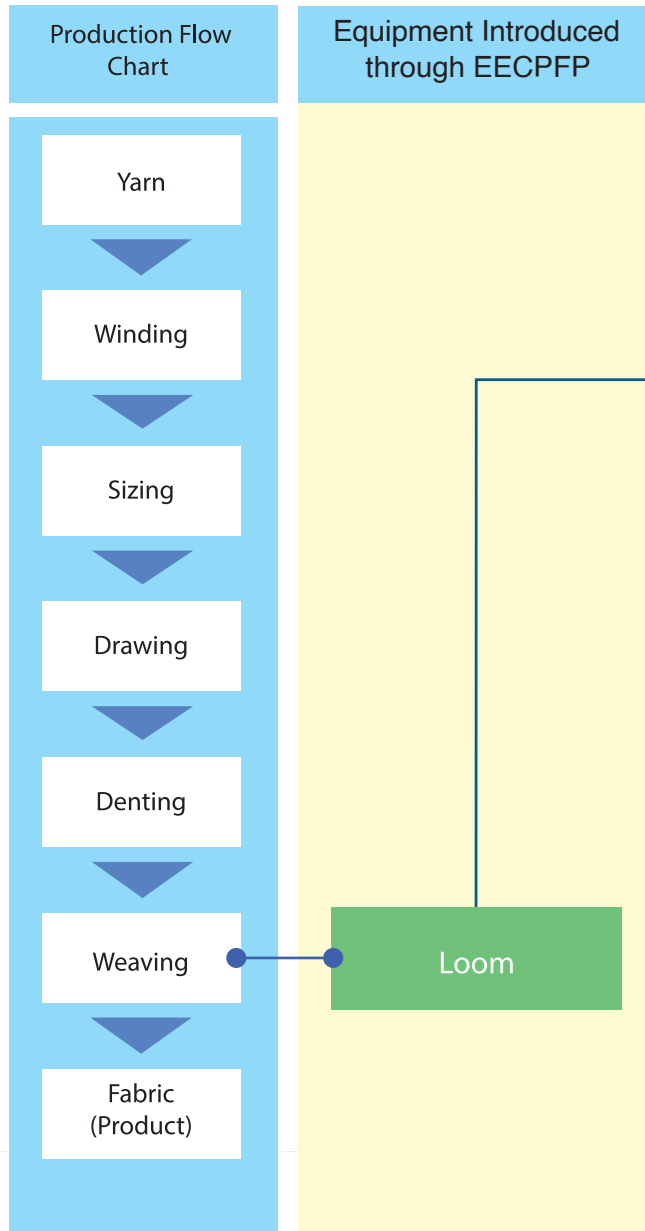 Production Flow
Chart
Equipment Introduced
through EECPFP
Yarn
Winding
Sizing
Drawing
Denting
Weaving
Loom
Fabric
(Product)